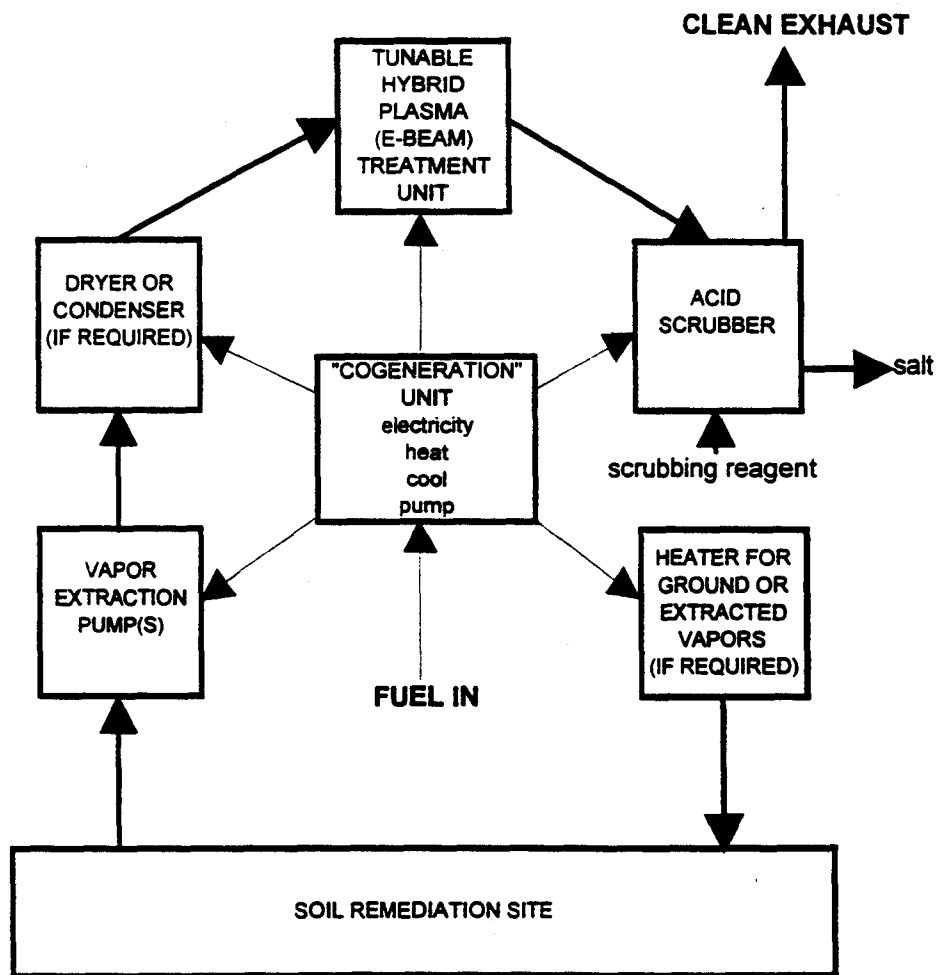 CLEAN EXHAUST
TUNABLE
HYBRID
PLASMA
(E-BEAM)
TREATMENT
UNIT
DRYER OR
CONDENSER
(IF REQUIRED)
ACID
SCRUBBER
"COGENERATION"
UNIT
electricity
heat
cool
pump
salt
scrubbing reagent
VAPOR
EXTRACTION
PUMP(S)
HEATER FOR
GROUND OR
EXTRACTED
VAPORS
(IF REQUIRED)
FUEL IN
SOIL REMEDIATION SITE